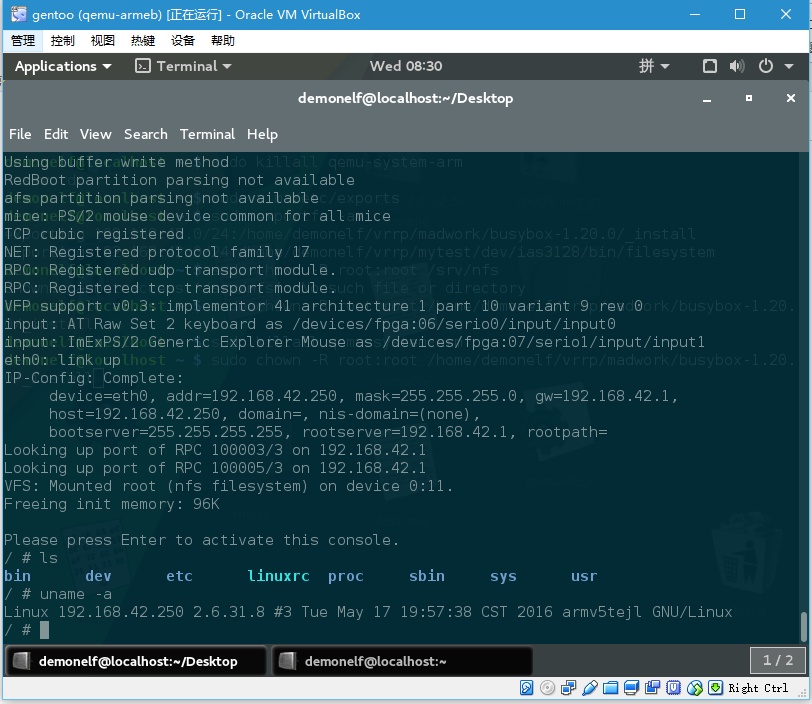 gentoo (qemu-armeb) [正在运行] - Oracle VM VirtualBox
管理 控制 视图 热键 设备 帮助
Applications Terminal Wed 08:30 拼
demonelf@localhost:~/Desktop
File Edit View Search Terminal Help
Using buffer write method
RedBoot partition parsing not available
afs partition parsing not available
mice: PS/2 mouse device common for all mice
TCP cubic registered
NET: Registered protocol family 17
RPC: Registered udp transport module.
RPC: Registered tcp transport module.
VFP support v0.3: implementor 41 architecture 1 part 10 variant 9 rev 0
input: AT Raw Set 2 keyboard as /devices/fpga:06/serio0/input/input0
input: ImExPS/2 Generic Explorer Mouse as /devices/fpga:07/serio1/input/input1
eth0: link up
IP-Config: Complete:
device=eth0, addr=192.168.42.250, mask=255.255.255.0, gw=192.168.42.1,
host=192.168.42.250, domain=, nis-domain=(none),
bootserver=255.255.255.255, rootserver=192.168.42.1, rootpath=
Looking up port of RPC 100003/3 on 192.168.42.1
Looking up port of RPC 100005/3 on 192.168.42.1
VFS: Mounted root (nfs filesystem) on device 0:11.
Freeing init memory: 96K
Please press Enter to activate this console.
/ # ls
bin dev etc linuxrc proc sbin sys usr
/ # uname -a
Linux 192.168.42.250 2.6.31.8 #3 Tue May 17 19:57:38 CST 2016 armv5tejl GNU/Linux
/ #
demonelf@localhost:~/Desktop demonelf@localhost:~ 1 / 2
Right Ctrl